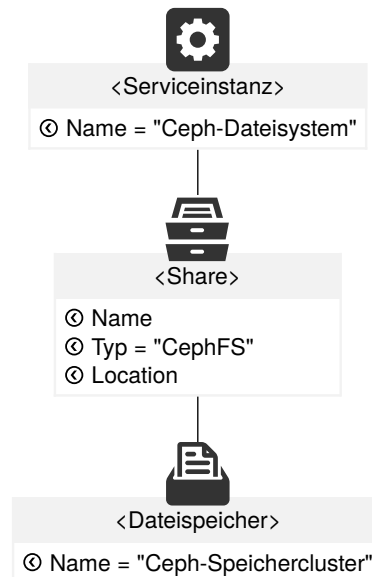 <Serviceinstanz>
Name = "Ceph-Dateisystem"
<Share>
Name
Typ = "CephFS"
Location
<Dateispeicher>
Name = "Ceph-Speichercluster"